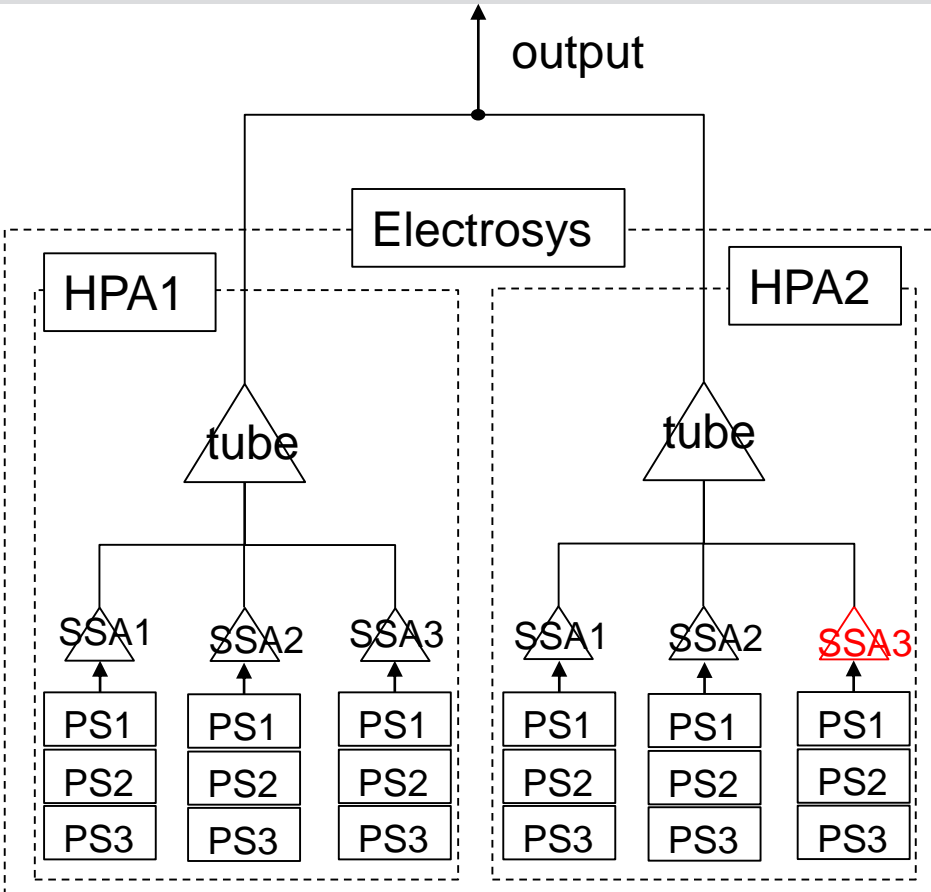 output
Electrosys
HPA1
HPA2
tube
tube
SSA1
SSA2
SSA3
SSA1
SSA2
SSA3
PS1
PS1
PS1
PS1
PS1
PS1
PS2
PS2
PS2
PS2
PS2
PS2
PS3
PS3
PS3
PS3
PS3
PS3